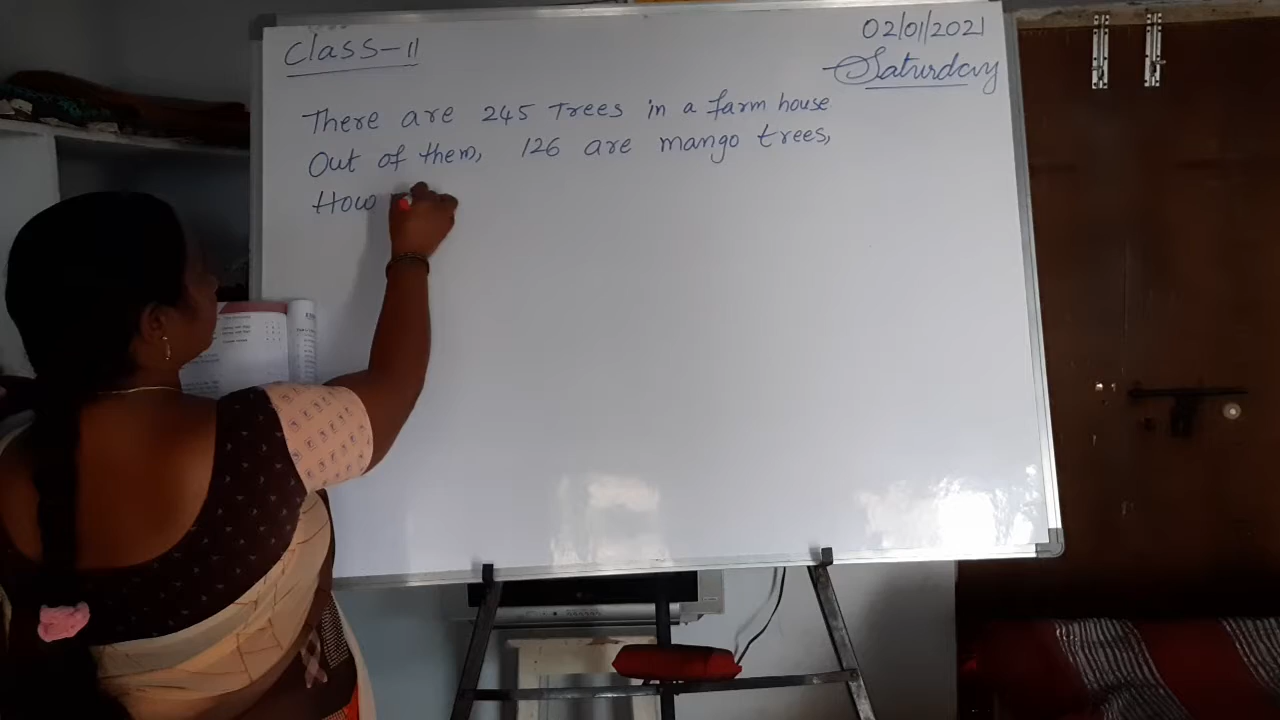 Class-II
02/01/2021
Saturday
There are 245 Trees in a farm house
Out of them, 126 are mango trees,
How